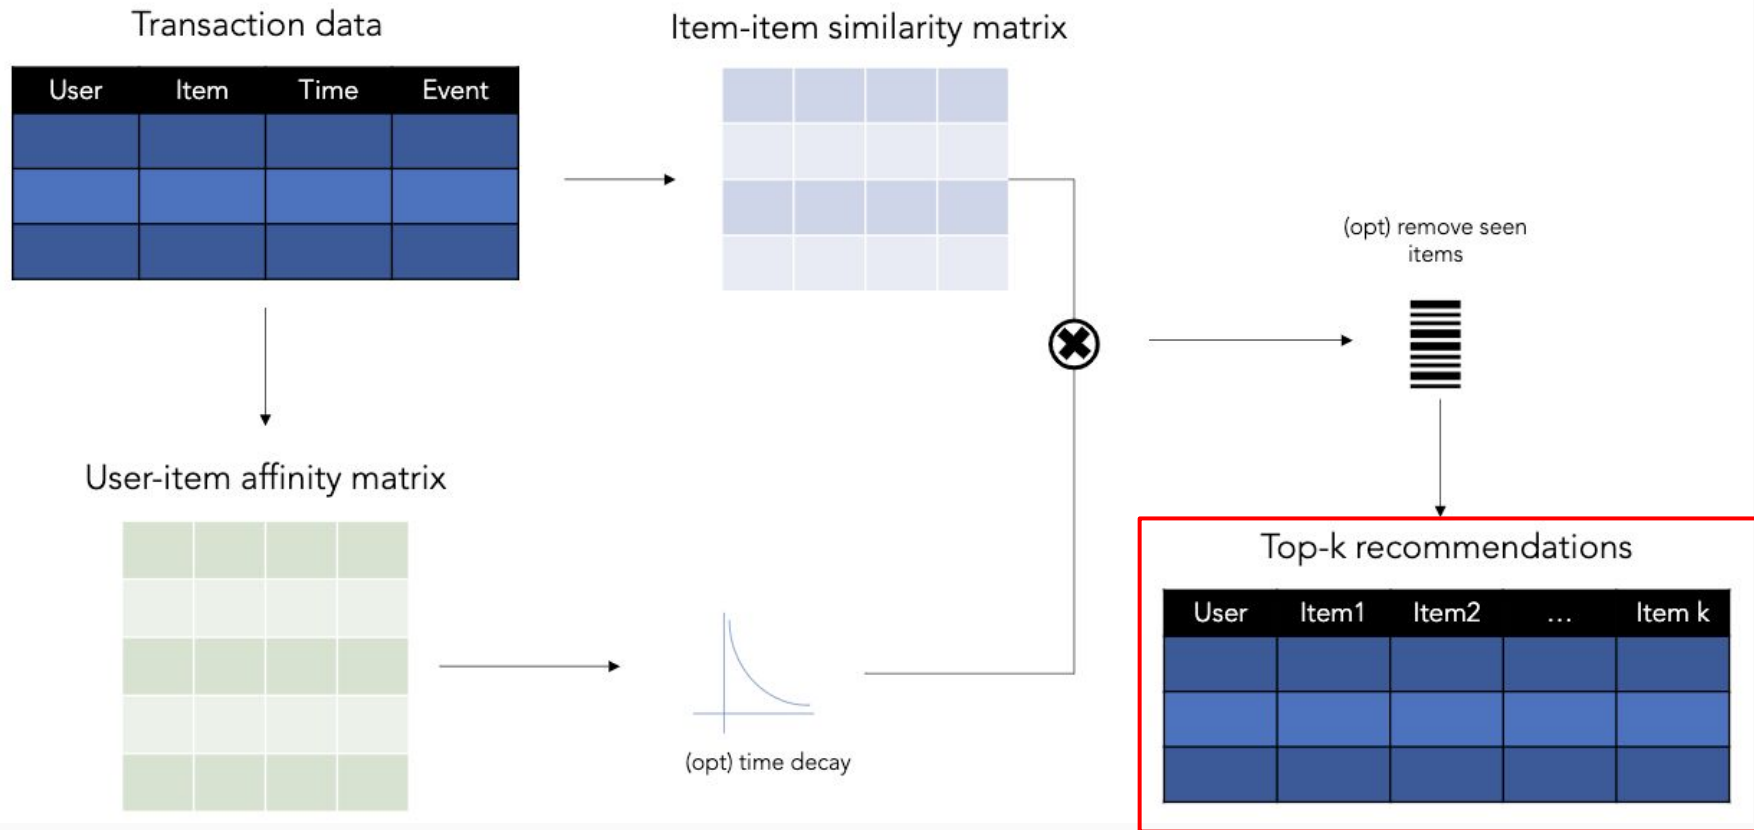 Transaction data
User Item Time Event
Item-item similarity matrix
(opt) remove seen
items
User-item affinity matrix
(opt) time decay
Top-k recommendations
User Item1 Item2 ... Item k